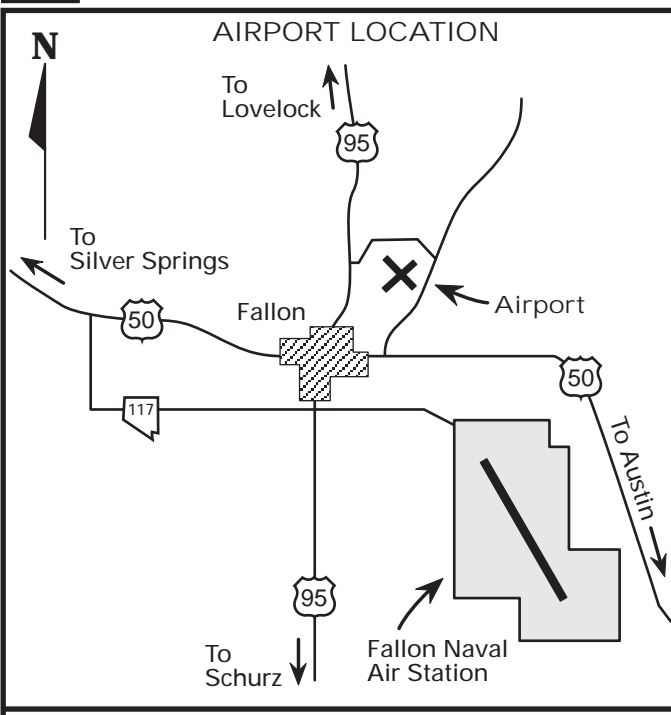 AIRPORT LOCATION
N
To
Lovelock
95
To
Silver Springs
50
Fallon
Airport
50
117
To Austin
95
To
Schurz
Fallon Naval
Air Station